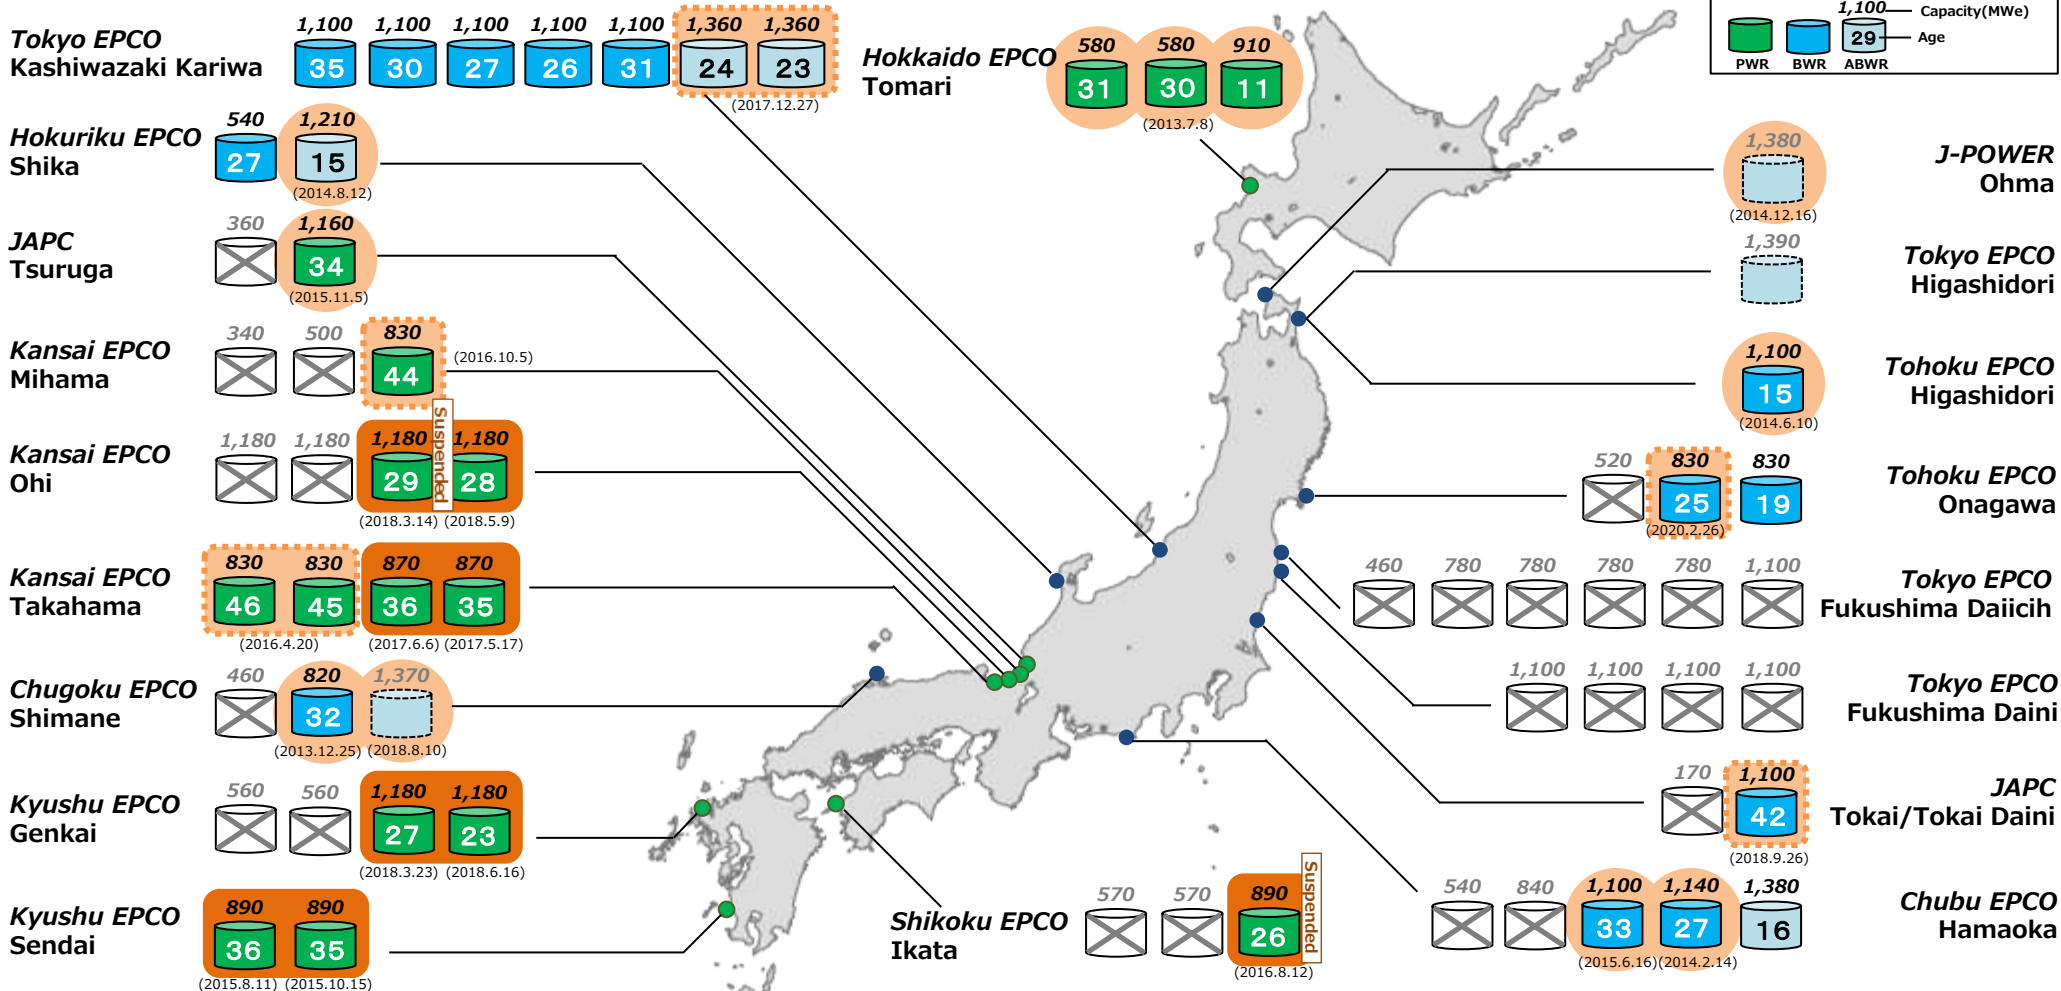 Tokyo EPCO
Kashiwazaki Kariwa
1,100 1,100 1,100 1,100 1,100 1,360 1,360
35 30 27 26 31 24 23
(2017.12.27)
Hokkaido EPCO
Tomari
580 580 910
31 30 11
(2013.7.8)
1,100 Capacity(MWe)
29 Age
PWR BWR ABWR
Hokuriku EPCO
Shika
540 1,210
27 15
(2014.8.12)
J-POWER
Ohma
1,380
(2014.12.16)
JAPC
Tsuruga
360 1,160
34
(2015.11.5)
Tokyo EPCO
Higashidori
1,390
Kansai EPCO
Mihama
340 500 830
44
(2016.10.5)
Tohoku EPCO
Higashidori
1,100
15
(2014.6.10)
Kansai EPCO
Ohi
1,180 1,180 1,180 1,180
29 28
Suspended
(2018.3.14) (2018.5.9)
Tohoku EPCO
Onagawa
520 830 830
25 19
(2020.2.26)
Kansai EPCO
Takahama
830 830 870 870
46 45 36 35
(2016.4.20) (2017.6.6) (2017.5.17)
Tokyo EPCO
Fukushima Daiicih
460 780 780 780 780 1,100
Chugoku EPCO
Shimane
460 820 1,370
32
(2013.12.25) (2018.8.10)
Tokyo EPCO
Fukushima Daini
1,100 1,100 1,100 1,100
Kyushu EPCO
Genkai
560 560 1,180 1,180
27 23
(2018.3.23) (2018.6.16)
JAPC
Tokai/Tokai Daini
170 1,100
42
(2018.9.26)
Kyushu EPCO
Sendai
890 890
36 35
(2015.8.11) (2015.10.15)
Shikoku EPCO
Ikata
570 570 890
26
Suspended
(2016.8.12)
Chubu EPCO
Hamaoka
540 840 1,100 1,140 1,380
33 27 16
(2015.6.16) (2014.2.14)